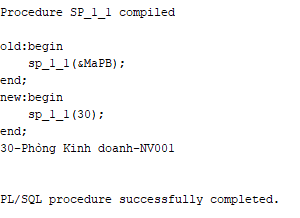 Procedure SP_1_1 compiled
old:begin
sp_1_1(&MaPB);
end;
new:begin
sp_1_1(30);
end;
30-Phòng Kinh doanh-NV001
PL/SQL procedure successfully completed.